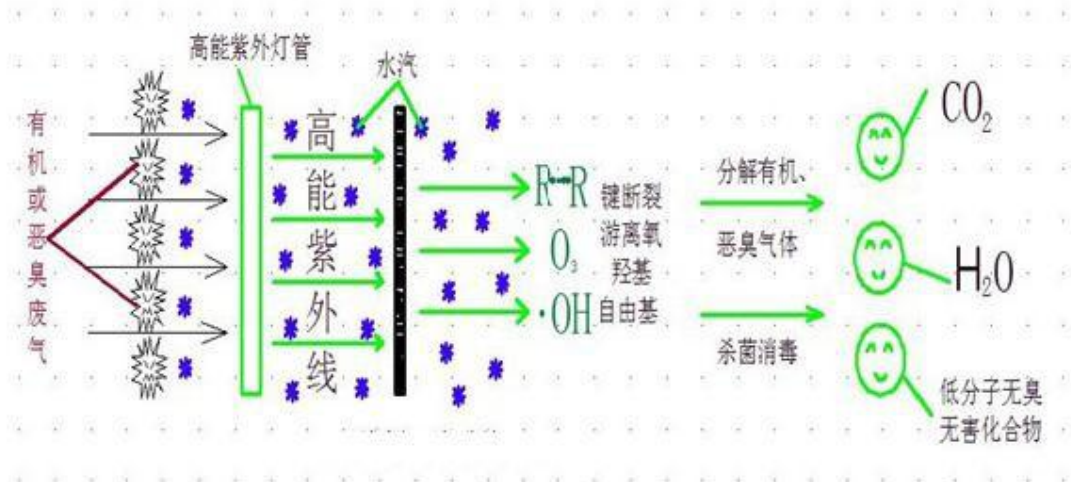 高能紫外灯管
水汽
有机或恶臭废气
高能紫外线
R-R 键断裂
游离氧
O₃
羟基
·OH 自由基
分解有机、
恶臭气体
杀菌消毒
CO₂
H₂O
低分子无臭
无害化合物